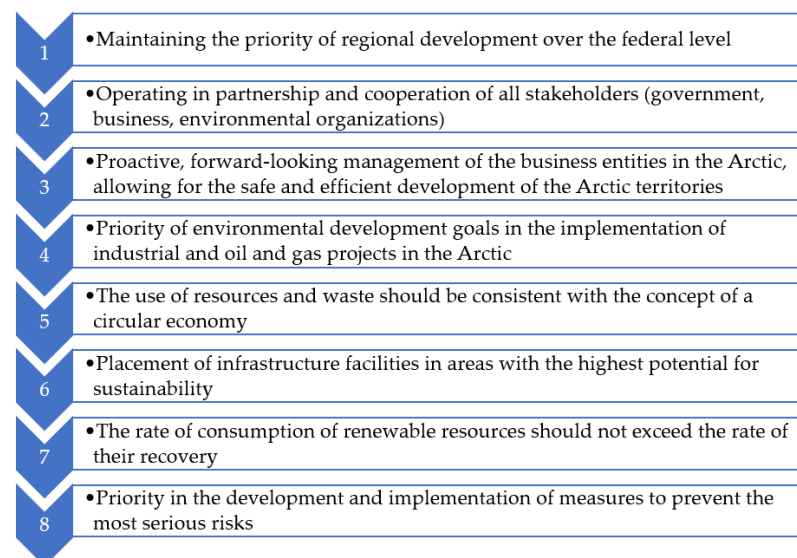 1
•Maintaining the priority of regional development over the federal level
2
•Operating in partnership and cooperation of all stakeholders (government,
business, environmental organizations)
3
•Proactive, forward-looking management of the business entities in the Arctic,
allowing for the safe and efficient development of the Arctic territories
4
•Priority of environmental development goals in the implementation of
industrial and oil and gas projects in the Arctic
5
•The use of resources and waste should be consistent with the concept of a
circular economy
6
•Placement of infrastructure facilities in areas with the highest potential for
sustainability
7
•The rate of consumption of renewable resources should not exceed the rate of
their recovery
8
•Priority in the development and implementation of measures to prevent the
most serious risks